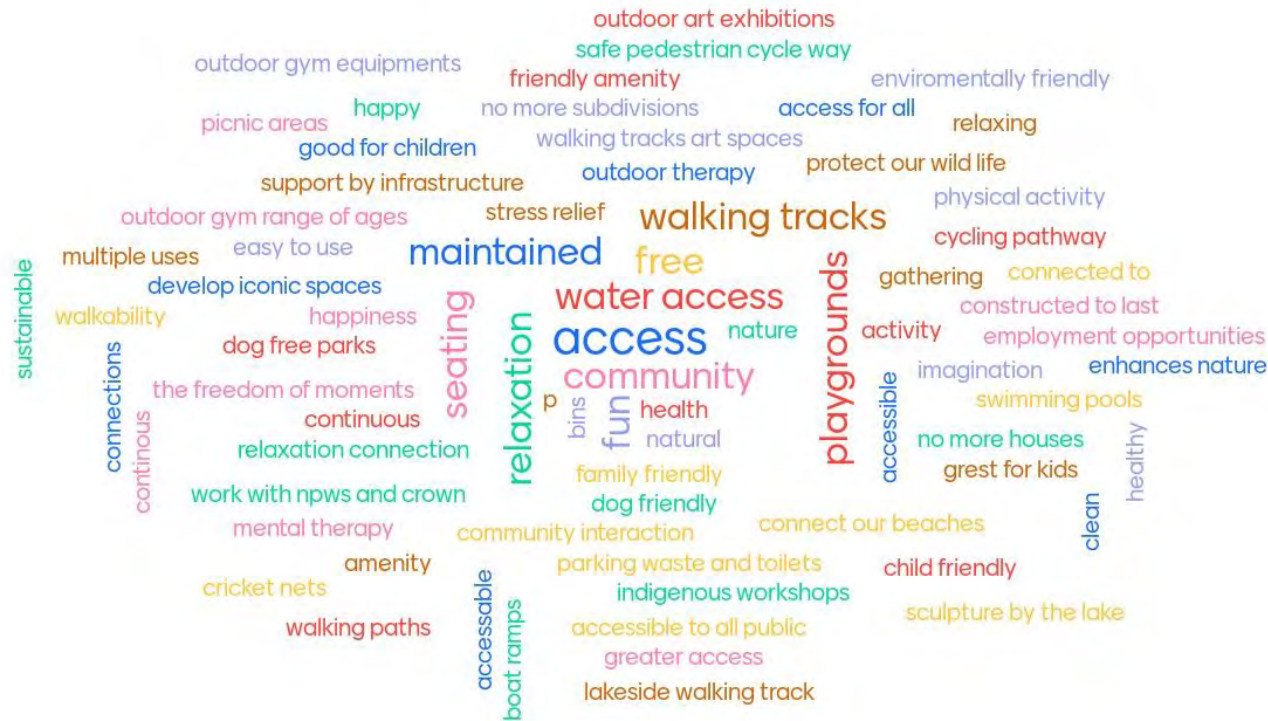 outdoor art exhibitions
safe pedestrian cycle way
outdoor gym equipments
friendly amenity
enviromentally friendly
happy
no more subdivisions
access for all
picnic areas
relaxing
walking tracks art spaces
good for children
outdoor therapy
protect our wild life
support by infrastructure
physical activity
outdoor gym range of ages
stress relief
walking tracks
cycling pathway
multiple uses
easy to use
maintained
free
gathering
connected to
sustainable
develop iconic spaces
water access
playgrounds
constructed to last
walkability
happiness
seating
relaxation
access
nature
activity
employment opportunities
dog free parks
enhances nature
connections
the freedom of moments
community
accessible
imagination
continous
continuous
p
bins
fun
health
swimming pools
relaxation connection
natural
no more houses
healthy
grest for kids
work with npws and crown
family friendly
dog friendly
clean
mental therapy
community interaction
connect our beaches
amenity
parking waste and toilets
child friendly
cricket nets
accessable
indigenous workshops
sculpture by the lake
walking paths
boat ramps
accessible to all public
greater access
lakeside walking track